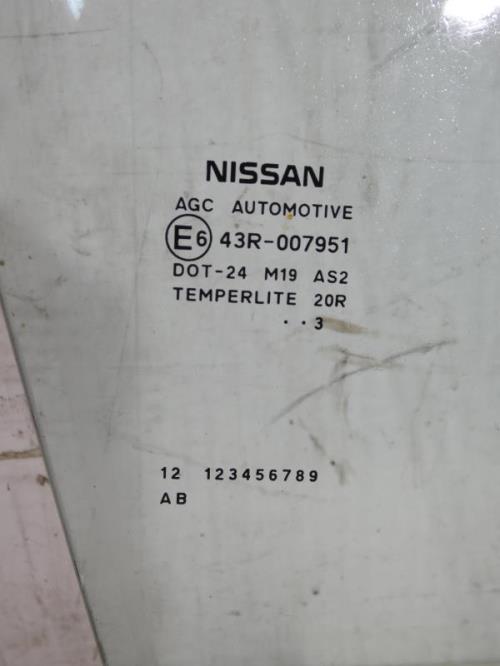 NISSAN
AGC AUTOMOTIVE
E6 43R-007951
DOT-24 M19 AS2
TEMPERLITE 20R
··3
12 123456789
AB